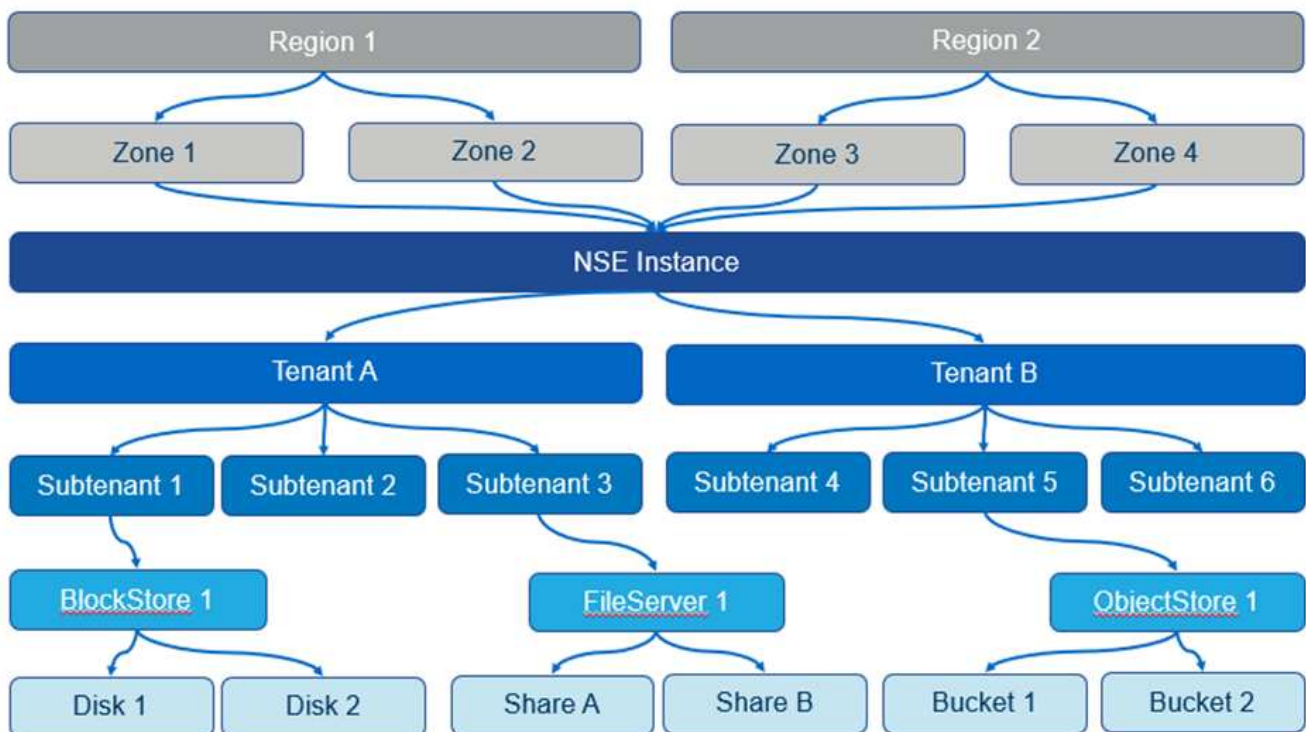 Region 1
Region 2
Zone 1
Zone 2
Zone 3
Zone 4
NSE Instance
Tenant A
Tenant B
Subtenant 1
Subtenant 2
Subtenant 3
Subtenant 4
Subtenant 5
Subtenant 6
BlockStore 1
FileServer 1
ObjectStore 1
Disk 1
Disk 2
Share A
Share B
Bucket 1
Bucket 2